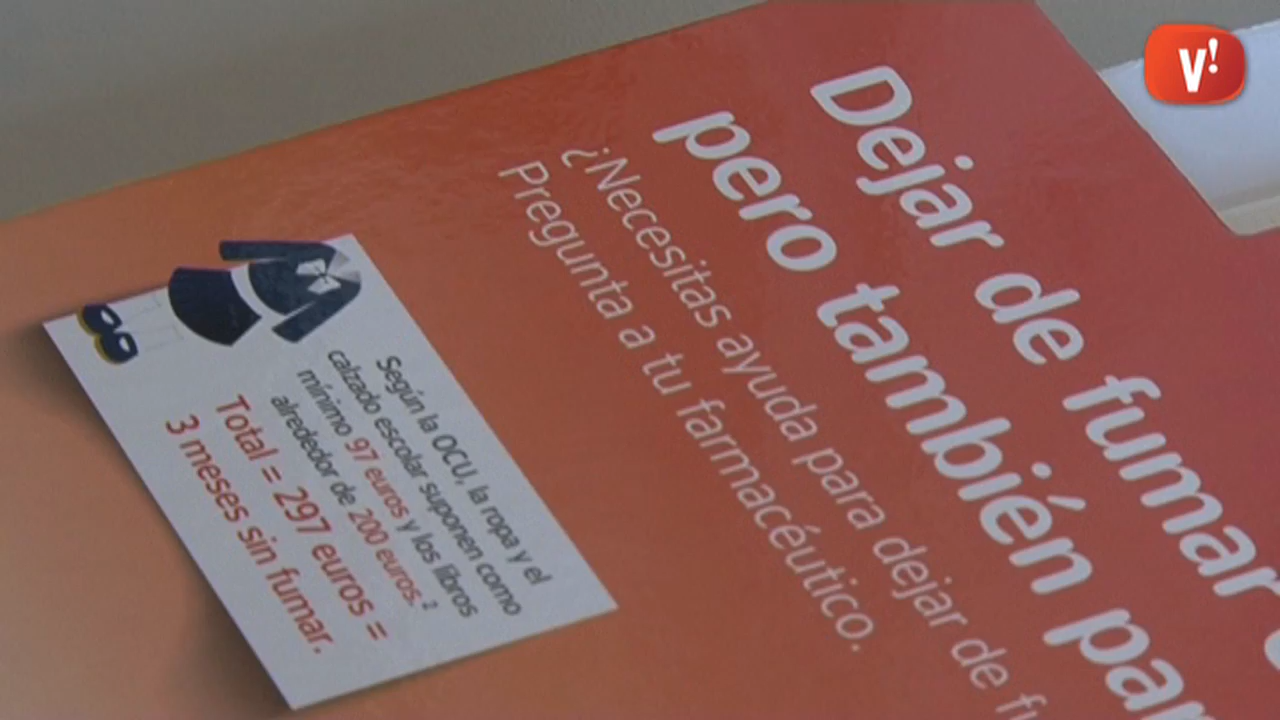 V!
Dejar de fumar
pero también
¿Necesitas ayuda para dejar de
Pregunta a tu farmacéutico.
Según la OCU, la ropa y el
calzado escolar suponen como
mínimo 97 euros y los libros
alrededor de 200 euros.²
Total = 297 euros =
3 meses sin fumar.